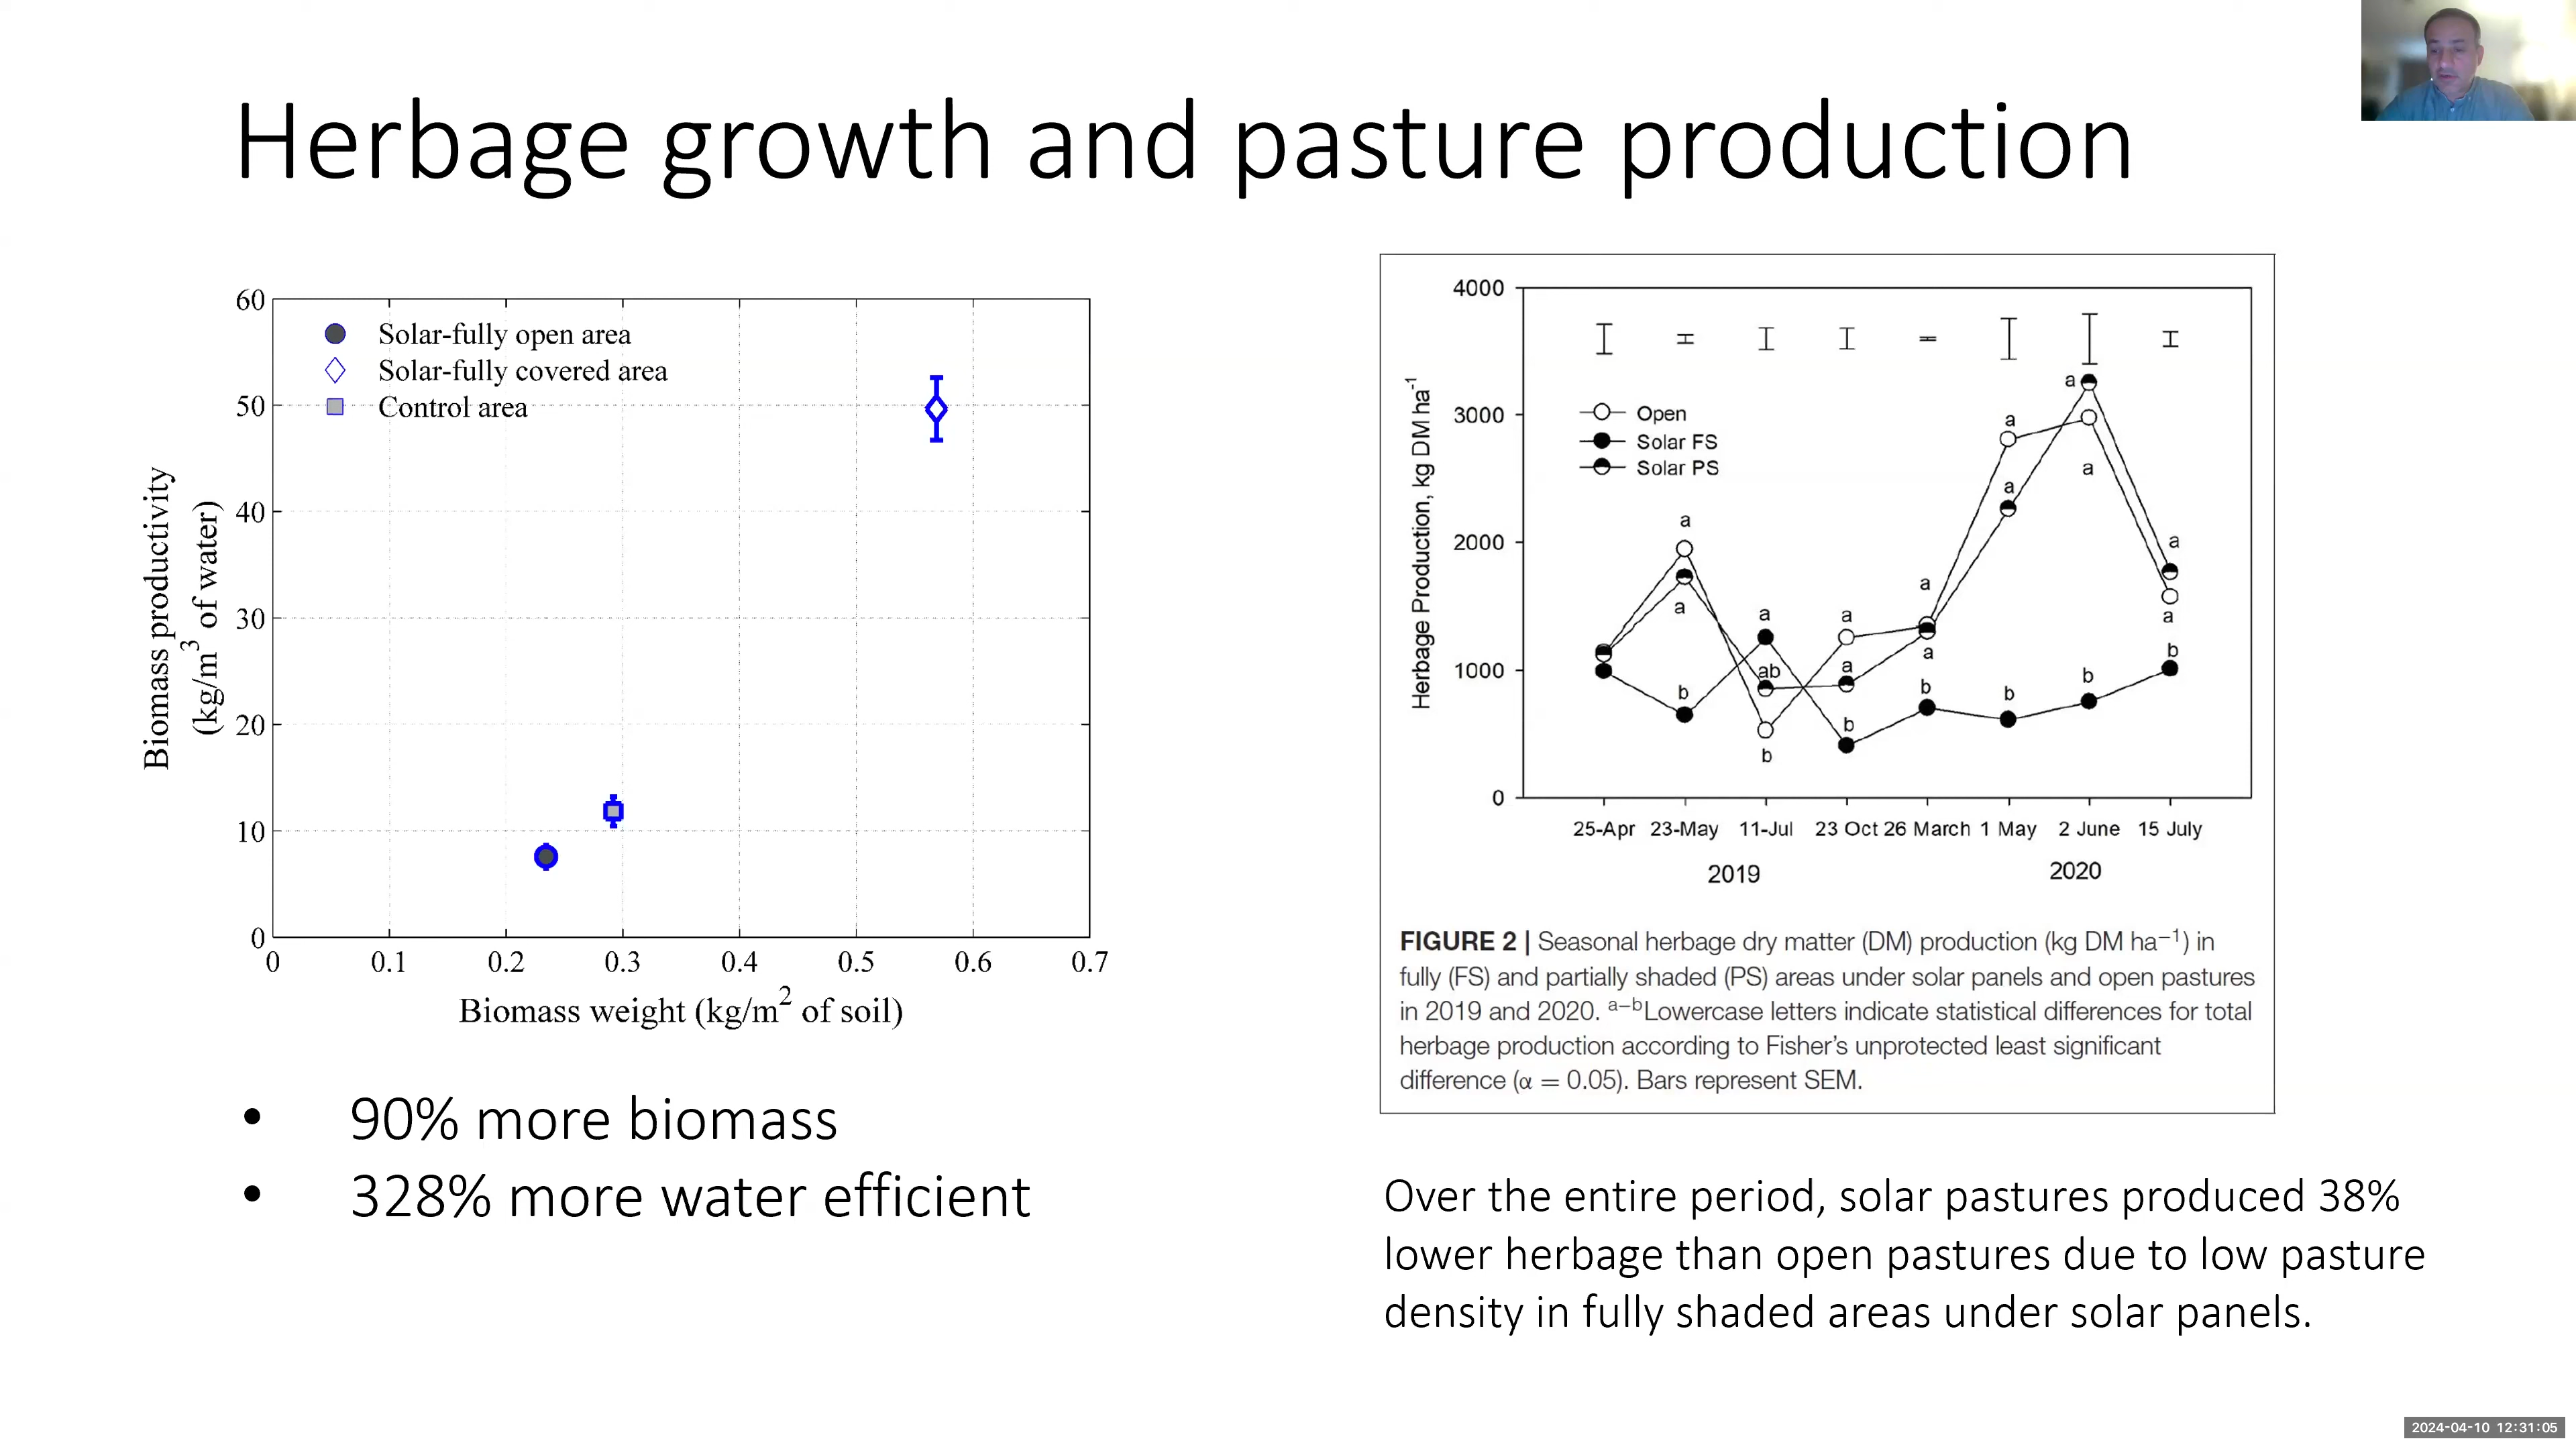 Herbage growth and pasture production
60
50
40
30
20
10
0
0 0.1 0.2 0.3 0.4 0.5 0.6 0.7
Solar-fully open area
Solar-fully covered area
Control area
Biomass productivity
(kg/m³ of water)
Biomass weight (kg/m² of soil)
• 90% more biomass
• 328% more water efficient
4000
3000
2000
1000
0
Herbage Production, kg DM ha⁻¹
Open
Solar FS
Solar PS
a
a
a
a
a
a
a
a
a
a
a
ab
a
a
a
b
b
b
b
b
b
b
25-Apr 23-May 11-Jul 23 Oct 26 March 1 May 2 June 15 July
2019 2020
FIGURE 2 | Seasonal herbage dry matter (DM) production (kg DM ha⁻¹) in
fully (FS) and partially shaded (PS) areas under solar panels and open pastures
in 2019 and 2020. ᵃ⁻ᵇLowercase letters indicate statistical differences for total
herbage production according to Fisher's unprotected least significant
difference (α = 0.05). Bars represent SEM.
Over the entire period, solar pastures produced 38%
lower herbage than open pastures due to low pasture
density in fully shaded areas under solar panels.
2024-04-10 12:31:05